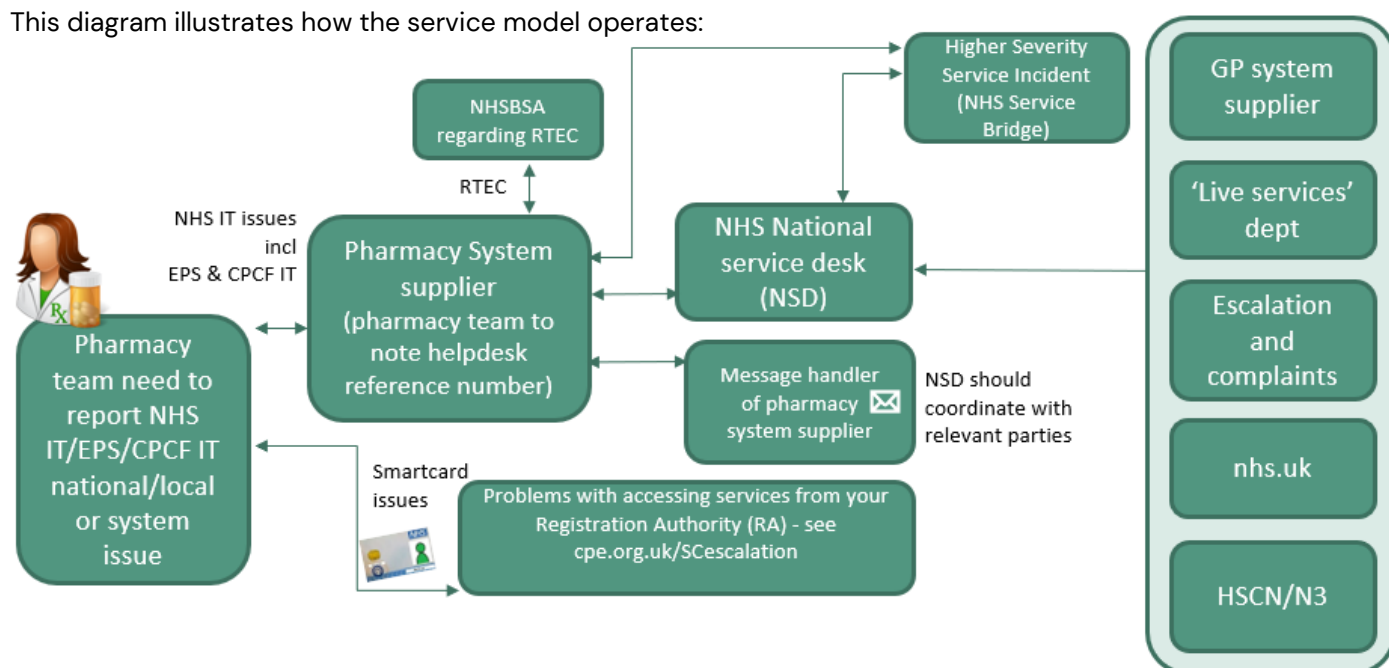 This diagram illustrates how the service model operates:
Higher Severity
Service Incident
(NHS Service
Bridge)
NHSBSA
regarding RTEC
RTEC
NHS IT issues
incl
EPS & CPCF IT
Pharmacy System
supplier
(pharmacy team to
note helpdesk
reference number)
NHS National
service desk
(NSD)
Message handler
of pharmacy
system supplier
NSD should
coordinate with
relevant parties
Rx
Pharmacy
team need to
report NHS
IT/EPS/CPCF IT
national/local
or system
issue
Smartcard
issues
NHS
Problems with accessing services from your
Registration Authority (RA) - see
cpe.org.uk/SCescalation
GP system
supplier
‘Live services’
dept
Escalation
and
complaints
nhs.uk
HSCN/N3